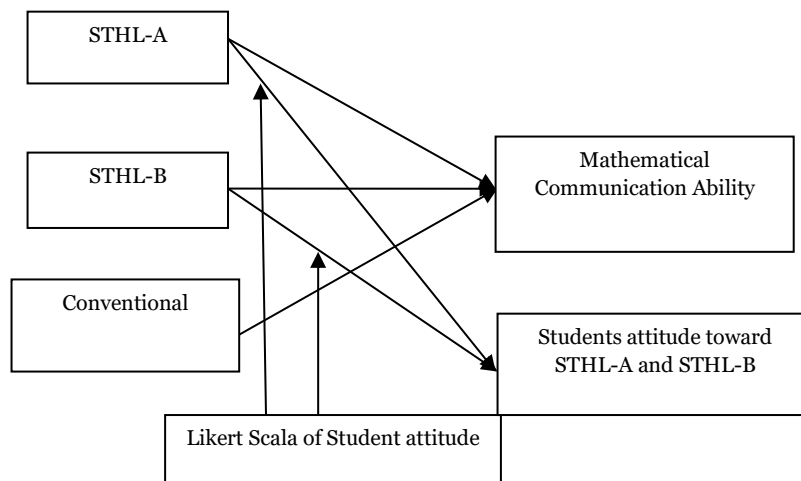 STHL-A
STHL-B
Mathematical
Communication Ability
Conventional
Students attitude toward
STHL-A and STHL-B
Likert Scala of Student attitude